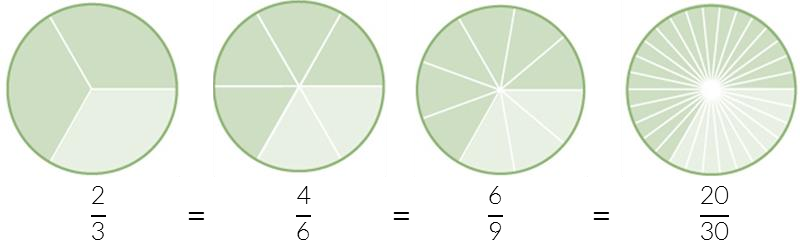 2/3 = 4/6 = 6/9 = 20/30